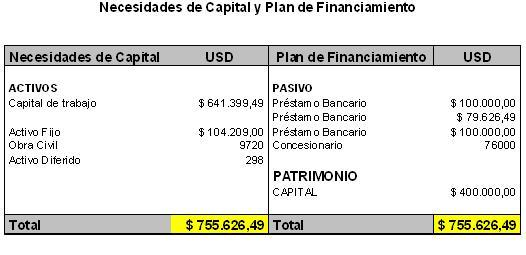 Necesidades de Capital y Plan de Financiamiento
Necesidades de Capital USD Plan de Financiamiento USD
ACTIVOS PASIVO
Capital de trabajo $ 641.399,49 Préstamo Bancario $ 100.000,00
Préstamo Bancario $ 79.626,49
Activo Fijo $ 104.209,00 Préstamo Bancario $ 100.000,00
Obra Civil 9720 Concesionario 76000
Activo Diferido 298
PATRIMONIO
CAPITAL $ 400.000,00
Total $ 755.626,49 Total $ 755.626,49